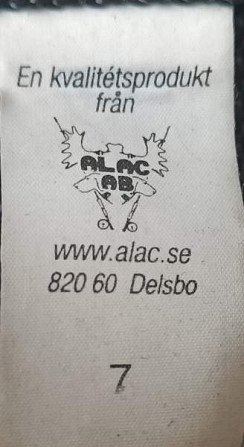 En kvalitétsprodukt
från
ALAC
AB
www.alac.se
820 60 Delsbo
7